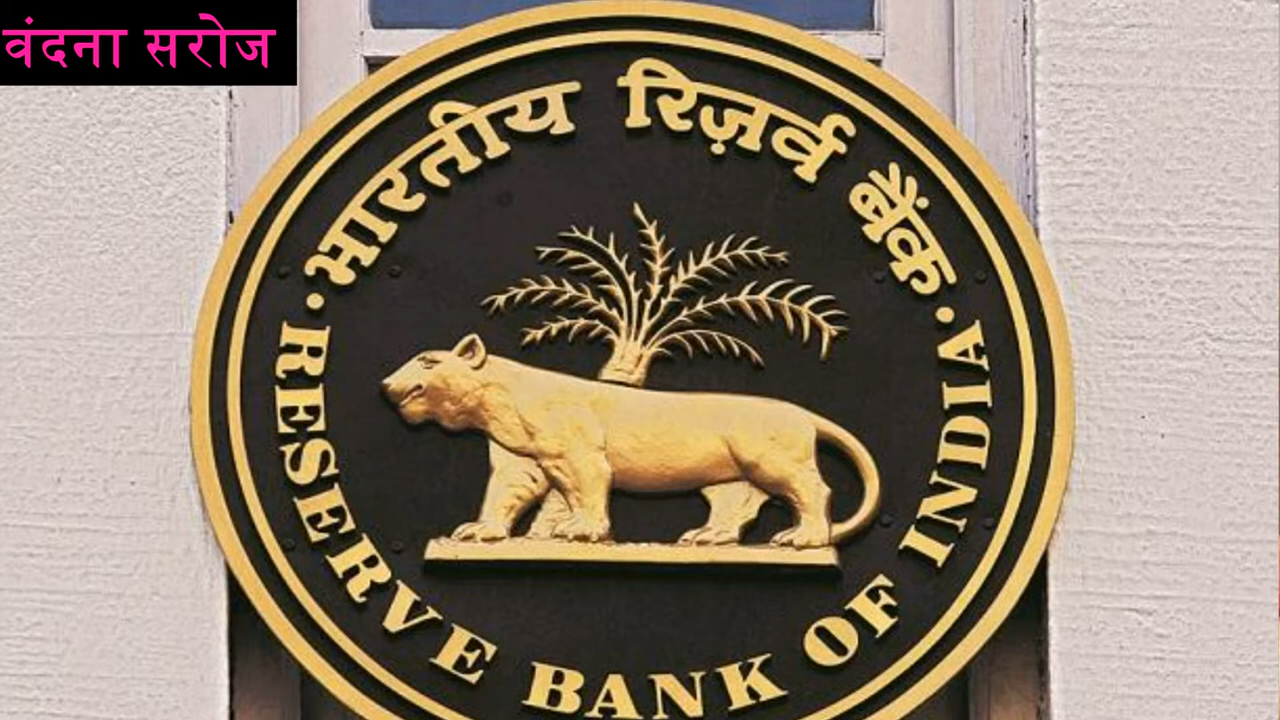 वंदना सरोज
भारतीय रिज़र्व बैंक
RESERVE BANK OF INDIA